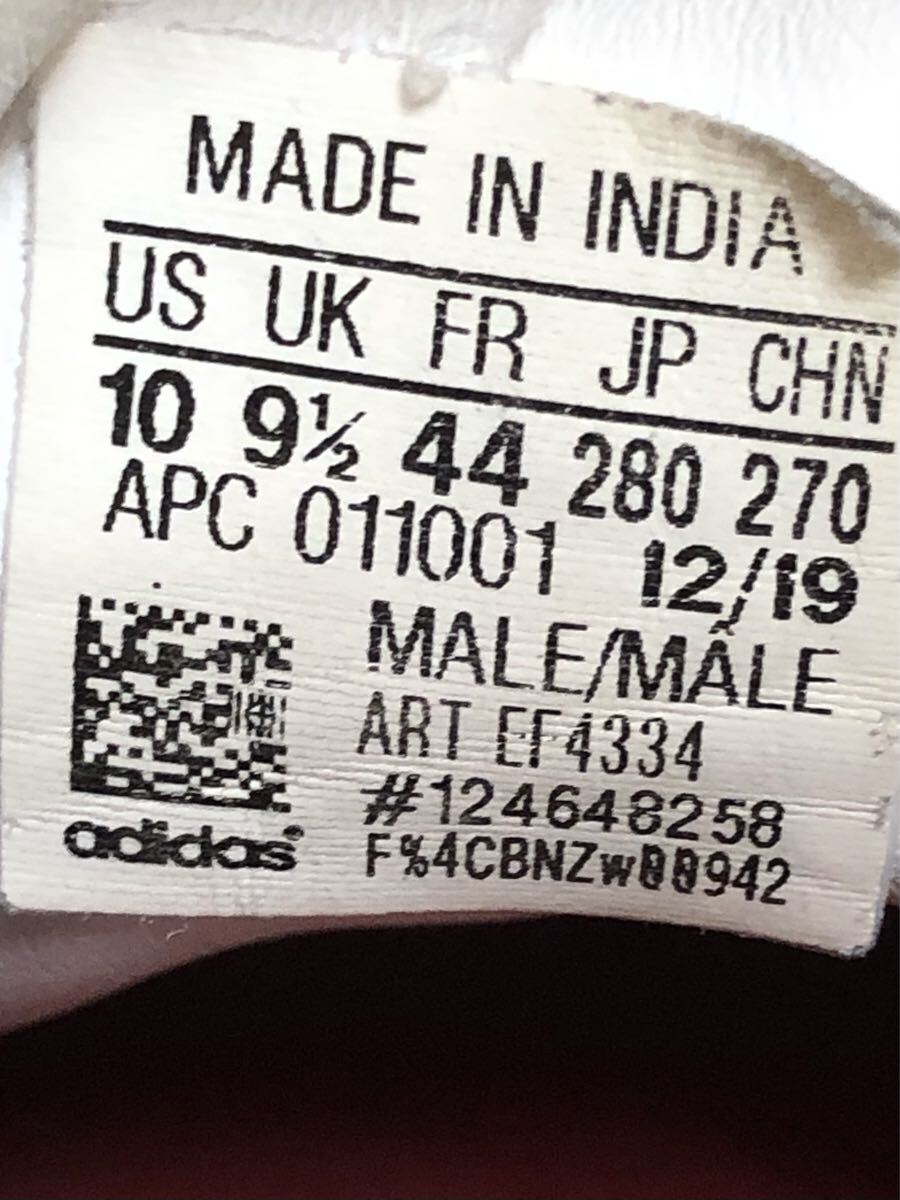 MADE IN INDIA
US UK FR JP CHN
10 9½ 44 280 270
APC 011001 12/19
MALE/MÂLE
ART EF4334
#124648258
adidas F%4CBNZw00942